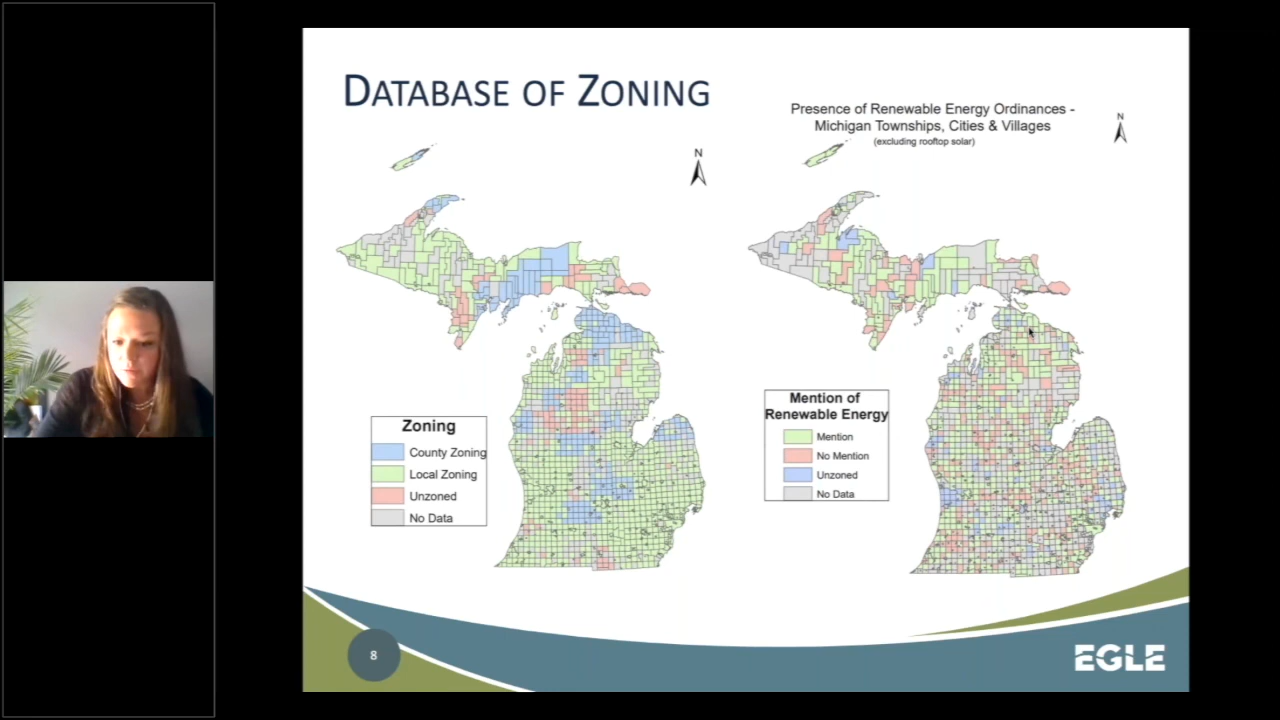 DATABASE OF ZONING
Presence of Renewable Energy Ordinances -
Michigan Townships, Cities & Villages
(excluding rooftop solar)
N
N
Zoning
County Zoning
Local Zoning
Unzoned
No Data
Mention of
Renewable Energy
Mention
No Mention
Unzoned
No Data
8
EGLE